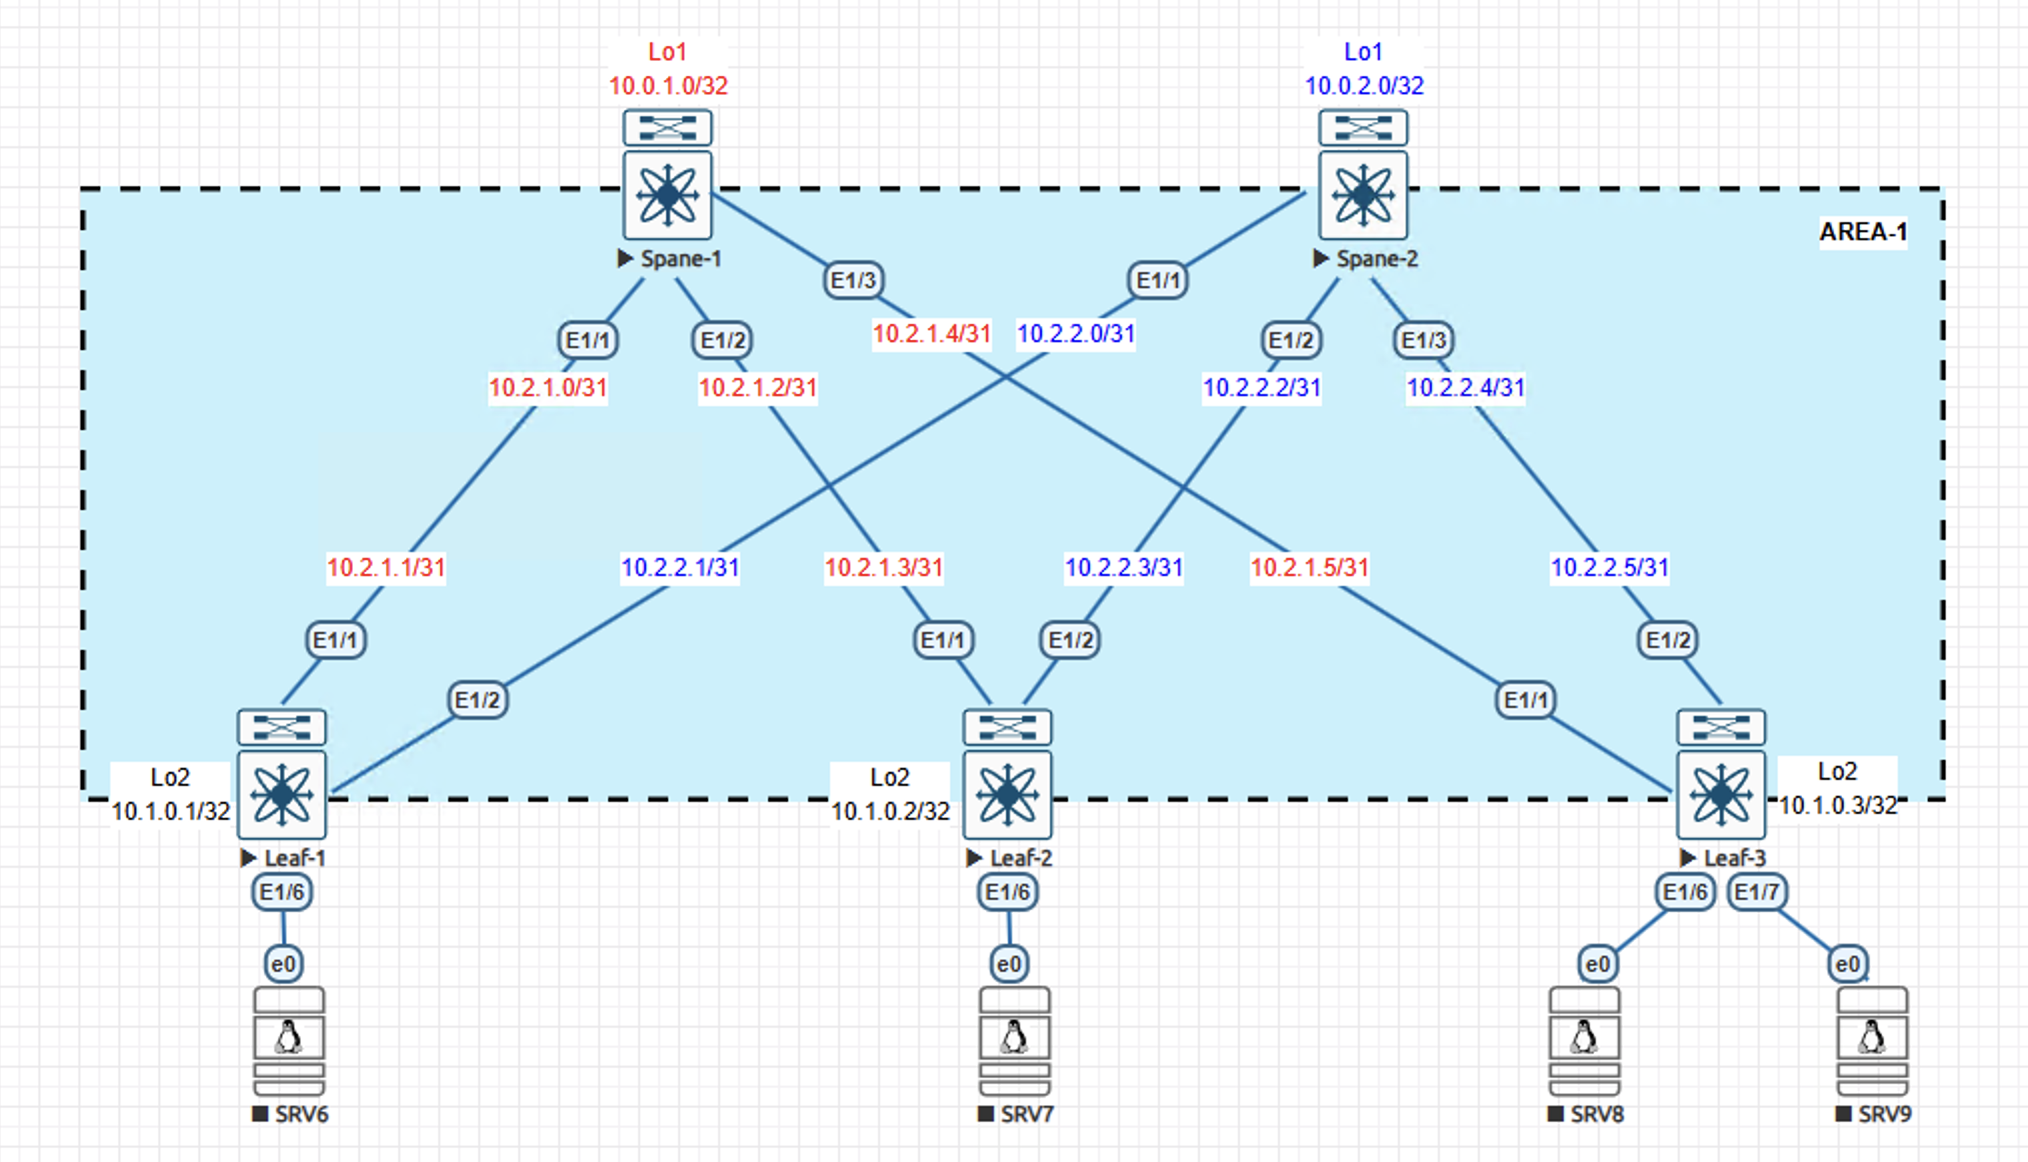 Lo1
10.0.1.0/32
Lo1
10.0.2.0/32
AREA-1
Spane-1
Spane-2
E1/3
E1/1
E1/1
E1/2
10.2.1.4/31
10.2.2.0/31
E1/2
E1/3
10.2.1.0/31
10.2.1.2/31
10.2.2.2/31
10.2.2.4/31
10.2.1.1/31
10.2.2.1/31
10.2.1.3/31
10.2.2.3/31
10.2.1.5/31
10.2.2.5/31
E1/1
E1/1
E1/2
E1/2
E1/2
E1/1
Lo2
10.1.0.1/32
Lo2
10.1.0.2/32
Lo2
10.1.0.3/32
Leaf-1
Leaf-2
Leaf-3
E1/6
E1/6
E1/6
E1/7
e0
e0
e0
e0
SRV6
SRV7
SRV8
SRV9